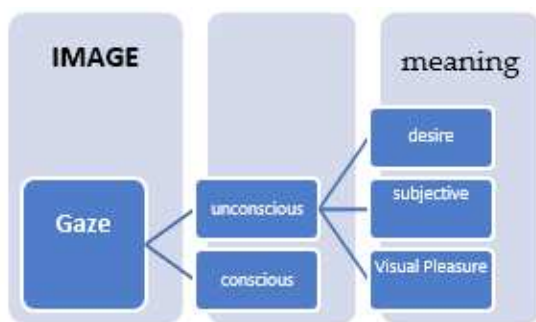 IMAGE
meaning
desire
Gaze
unconscious
subjective
conscious
Visual Pleasure